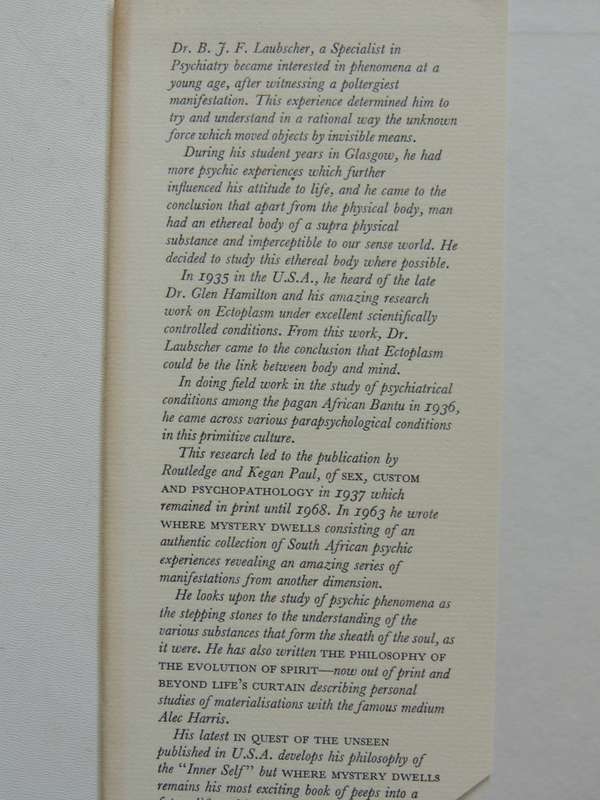 Dr. B. J. F. Laubscher, a Specialist in
Psychiatry became interested in phenomena at a
young age, after witnessing a poltergiest
manifestation. This experience determined him to
try and understand in a rational way the unknown
force which moved objects by invisible means.
During his student years in Glasgow, he had
more psychic experiences which further
influenced his attitude to life, and he came to the
conclusion that apart from the physical body, man
had an ethereal body of a supra physical
substance and imperceptible to our sense world. He
decided to study this ethereal body where possible.
In 1935 in the U.S.A., he heard of the late
Dr. Glen Hamilton and his amazing research
work on Ectoplasm under excellent scientifically
controlled conditions. From this work, Dr.
Laubscher came to the conclusion that Ectoplasm
could be the link between body and mind.
In doing field work in the study of psychiatrical
conditions among the pagan African Bantu in 1936,
he came across various parapsychological conditions
in this primitive culture.
This research led to the publication by
Routledge and Kegan Paul, of SEX, CUSTOM
AND PSYCHOPATHOLOGY in 1937 which
remained in print until 1968. In 1963 he wrote
WHERE MYSTERY DWELLS consisting of an
authentic collection of South African psychic
experiences revealing an amazing series of
manifestations from another dimension.
He looks upon the study of psychic phenomena as
the stepping stones to the understanding of the
various substances that form the sheath of the soul, as
it were. He has also written THE PHILOSOPHY OF
THE EVOLUTION OF SPIRIT—now out of print and
BEYOND LIFE'S CURTAIN describing personal
studies of materialisations with the famous medium
Alec Harris.
His latest IN QUEST OF THE UNSEEN
published in U.S.A. develops his philosophy of
the "Inner Self" but WHERE MYSTERY DWELLS
remains his most exciting book of peeps into a